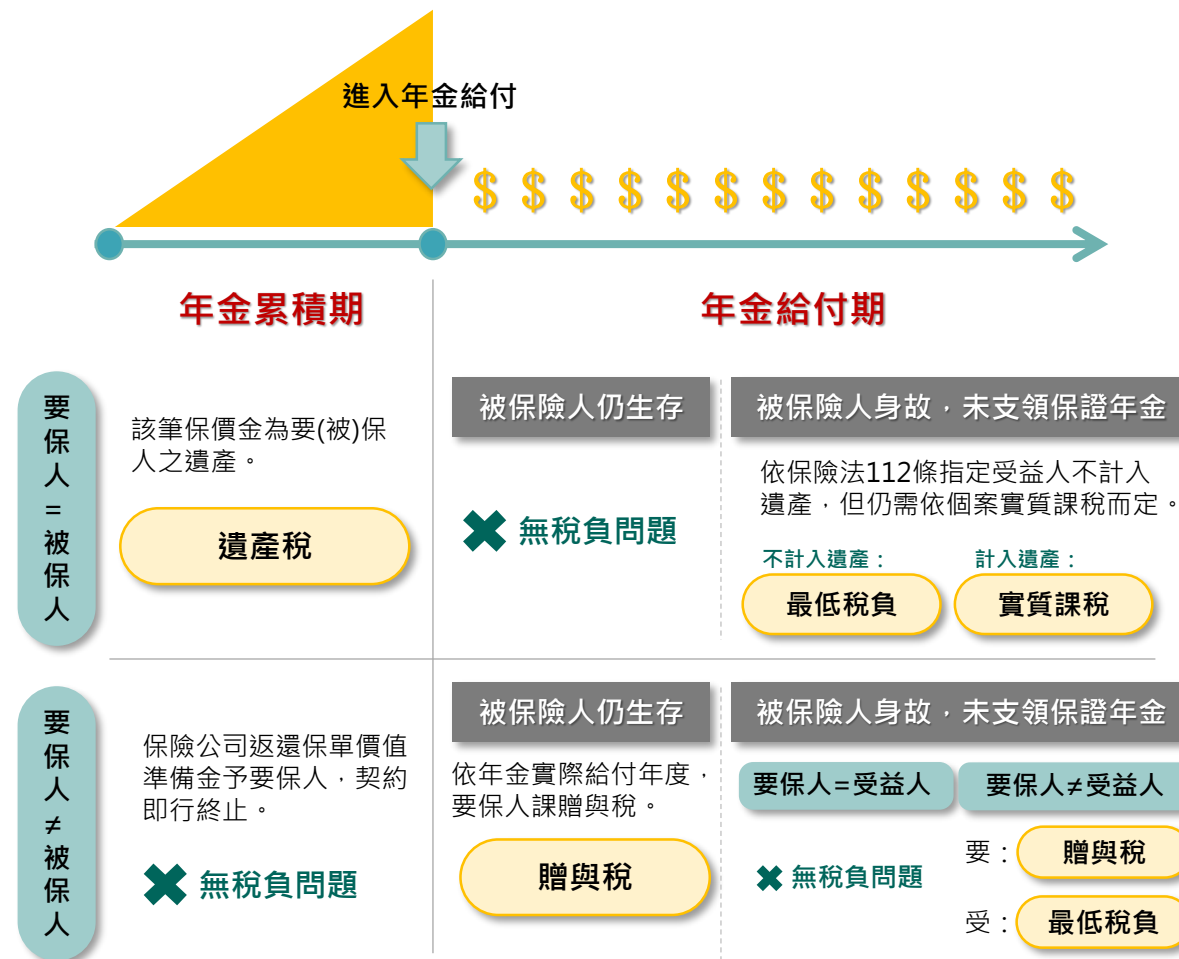 進入年金給付
$ $ $ $ $ $ $ $ $ $ $ $ $
年金累積期
年金給付期
要保人=被保人
該筆保價金為要(被)保
人之遺產。
遺產稅
被保險人仍生存
無稅負問題
被保險人身故，未支領保證年金
依保險法112條指定受益人不計入
遺產，但仍需依個案實質課稅而定。
不計入遺產：
計入遺產：
最低稅負
實質課稅
要保人≠被保人
保險公司返還保單價值
準備金予要保人，契約
即行終止。
無稅負問題
被保險人仍生存
依年金實際給付年度，
要保人課贈與稅。
贈與稅
被保險人身故，未支領保證年金
要保人=受益人
要保人≠受益人
無稅負問題
要：
贈與稅
受：
最低稅負